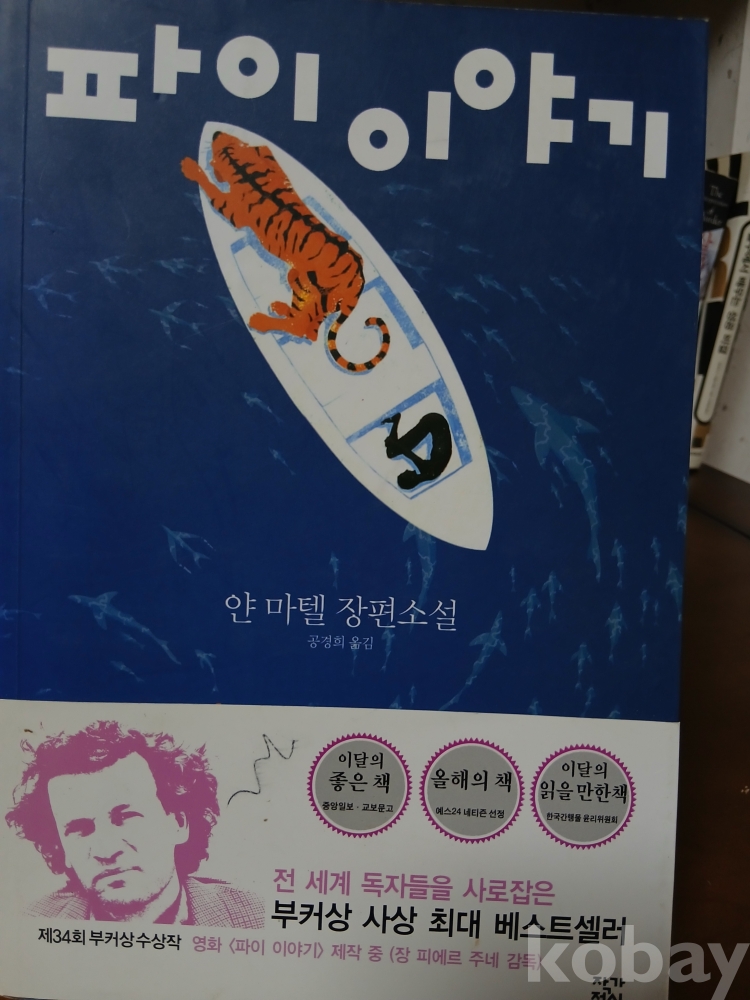 파이 이야기
얀 마텔 장편소설
공경희 옮김
이달의
좋은 책
중앙일보 · 교보문고
올해의 책
예스24 네티즌 선정
이달의
읽을 만한 책
한국간행물 윤리위원회
전 세계 독자들을 사로잡은
부커상 사상 최대 베스트셀러
제34회 부커상 수상작
영화 〈파이 이야기〉 제작 중 (장 피에르 주네 감독)
작가
정신
kobay